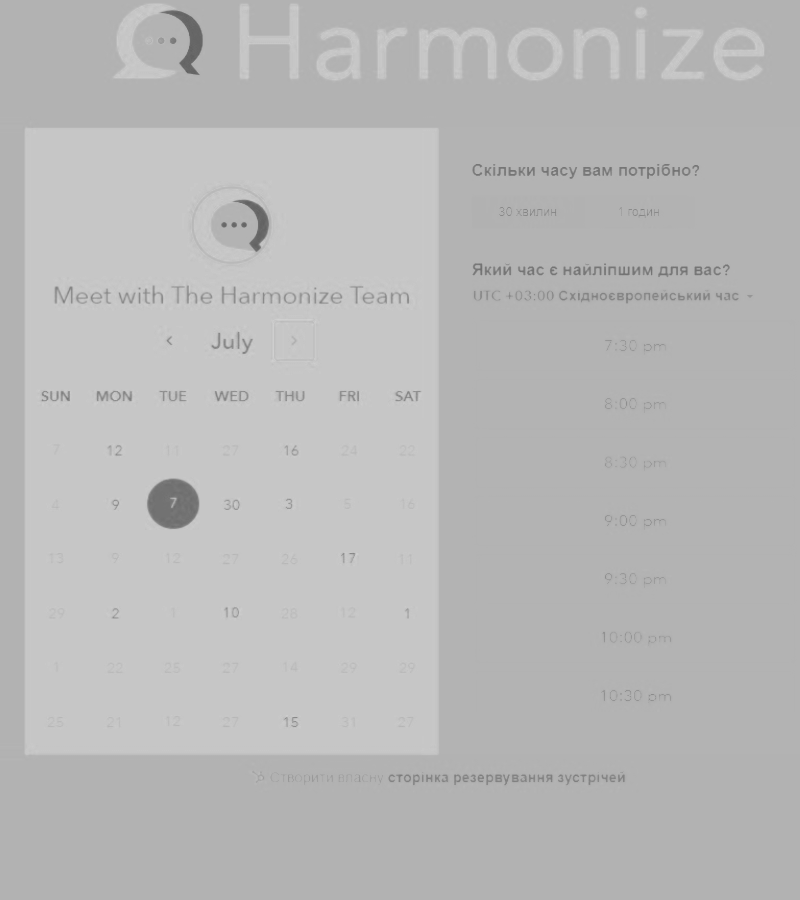 Harmonize
Meet with The Harmonize Team
July
SUN MON TUE WED THU FRI SAT
7 12 11 27 16 24 22
4 9 7 30 3 5 16
13 9 12 27 26 17 11
29 2 1 10 28 12 1
1 22 25 27 14 29 29
25 21 12 27 15 31 27
Скільки часу вам потрібно?
30 хвилин 1 годин
Який час є найліпшим для вас?
UTC +03:00 Східноєвропейський час
7:30 pm
8:00 pm
8:30 pm
9:00 pm
9:30 pm
10:00 pm
10:30 pm
Створити власну сторінка резервування зустрічей